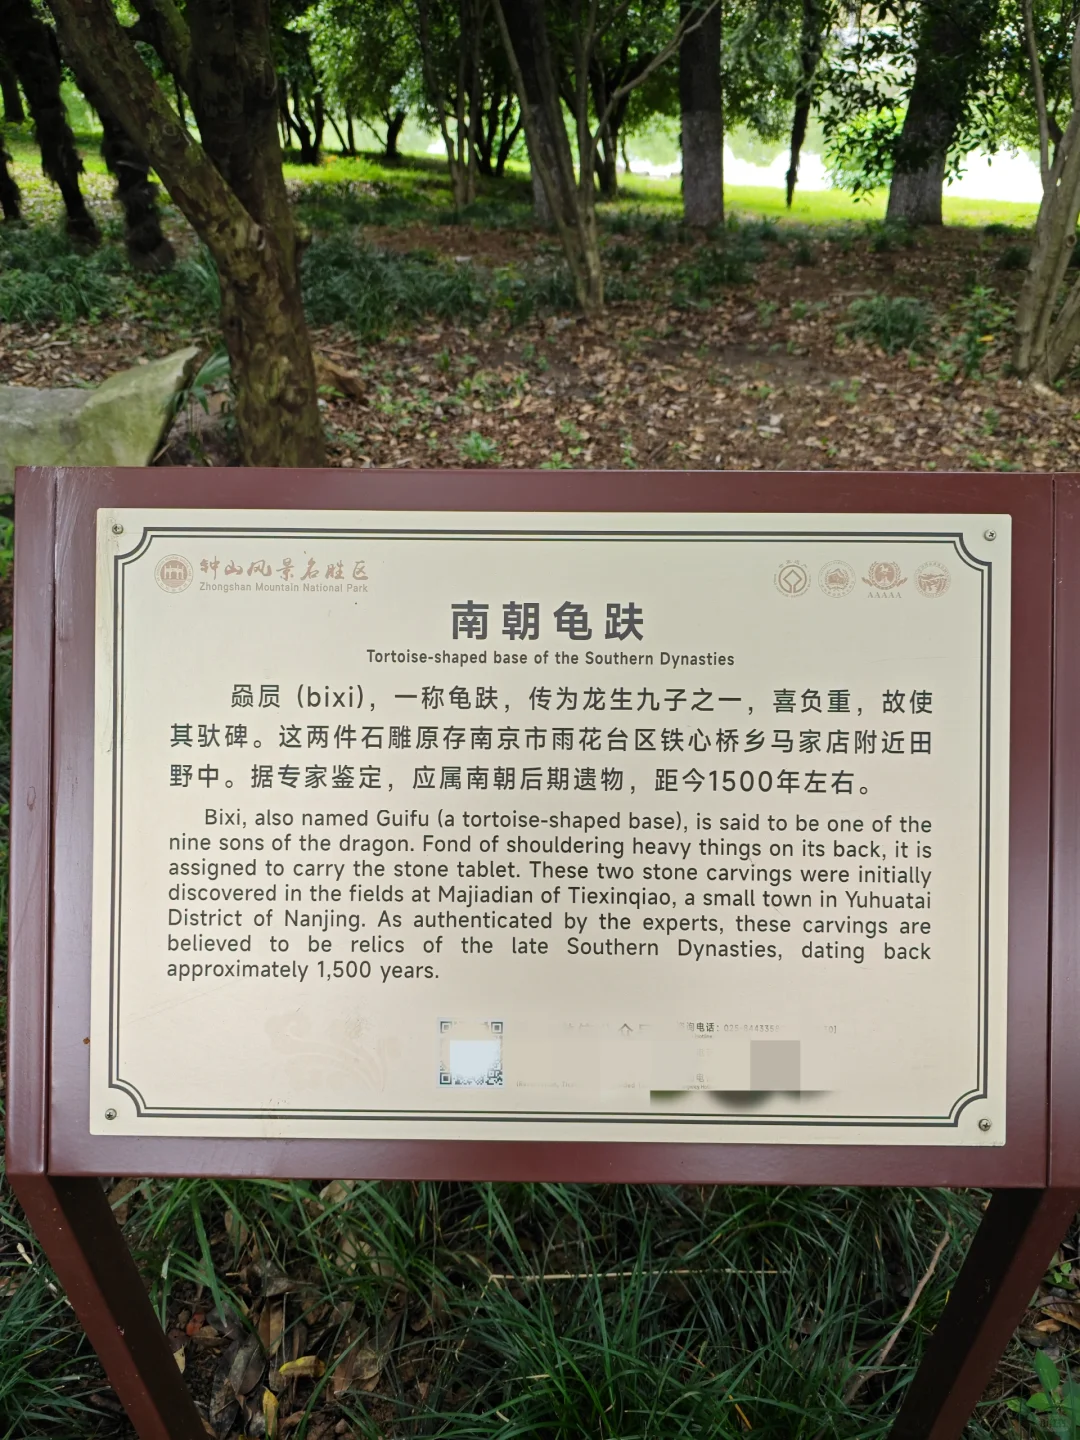 钟山风景名胜区
Zhongshan Mountain National Park
AAAAA
南朝龟趺
Tortoise-shaped base of the Southern Dynasties
赑屃（bixi），一称龟趺，传为龙生九子之一，喜负重，故使
其驮碑。这两件石雕原存南京市雨花台区铁心桥乡马家店附近田
野中。据专家鉴定，应属南朝后期遗物，距今1500年左右。
Bixi, also named Guifu (a tortoise-shaped base), is said to be one of the
nine sons of the dragon. Fond of shouldering heavy things on its back, it is
assigned to carry the stone tablet. These two stone carvings were initially
discovered in the fields at Majiadian of Tiexinqiao, a small town in Yuhuatai
District of Nanjing. As authenticated by the experts, these carvings are
believed to be relics of the late Southern Dynasties, dating back
approximately 1,500 years.
询电话：025-